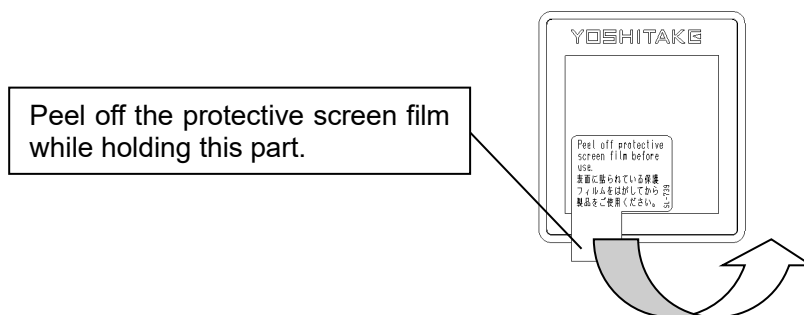 YOSHITAKE
Peel off the protective screen film
while holding this part.
Peel off protective
screen film before
use.
表面に貼られている保護
フィルムをはがしてから
製品をご使用ください。
SL-739